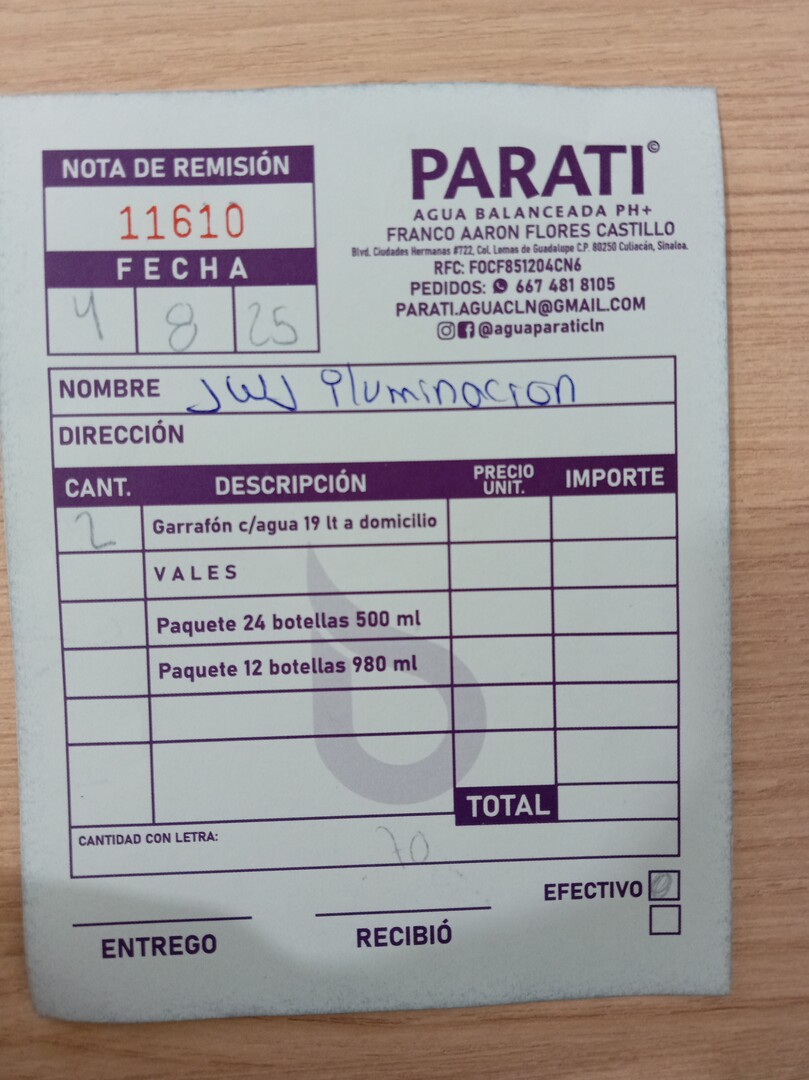 NOTA DE REMISIÓN
11610
FECHA
4 8 25
PARATI©
AGUA BALANCEADA PH+
FRANCO AARON FLORES CASTILLO
Blvd. Ciudades Hermanas #722, Col. Lomas de Guadalupe C.P. 80250 Culiacán, Sinaloa.
RFC: FOCF851204CN6
PEDIDOS: 667 481 8105
PARATI.AGUACLN@GMAIL.COM
@aguaparaticln
NOMBRE JWJ iluminacion
DIRECCIÓN
CANT. DESCRIPCIÓN PRECIO UNIT. IMPORTE
2 Garrafón c/agua 19 lt a domicilio
VALES
Paquete 24 botellas 500 ml
Paquete 12 botellas 980 ml
TOTAL
CANTIDAD CON LETRA: 70
EFECTIVO
ENTREGO RECIBIÓ